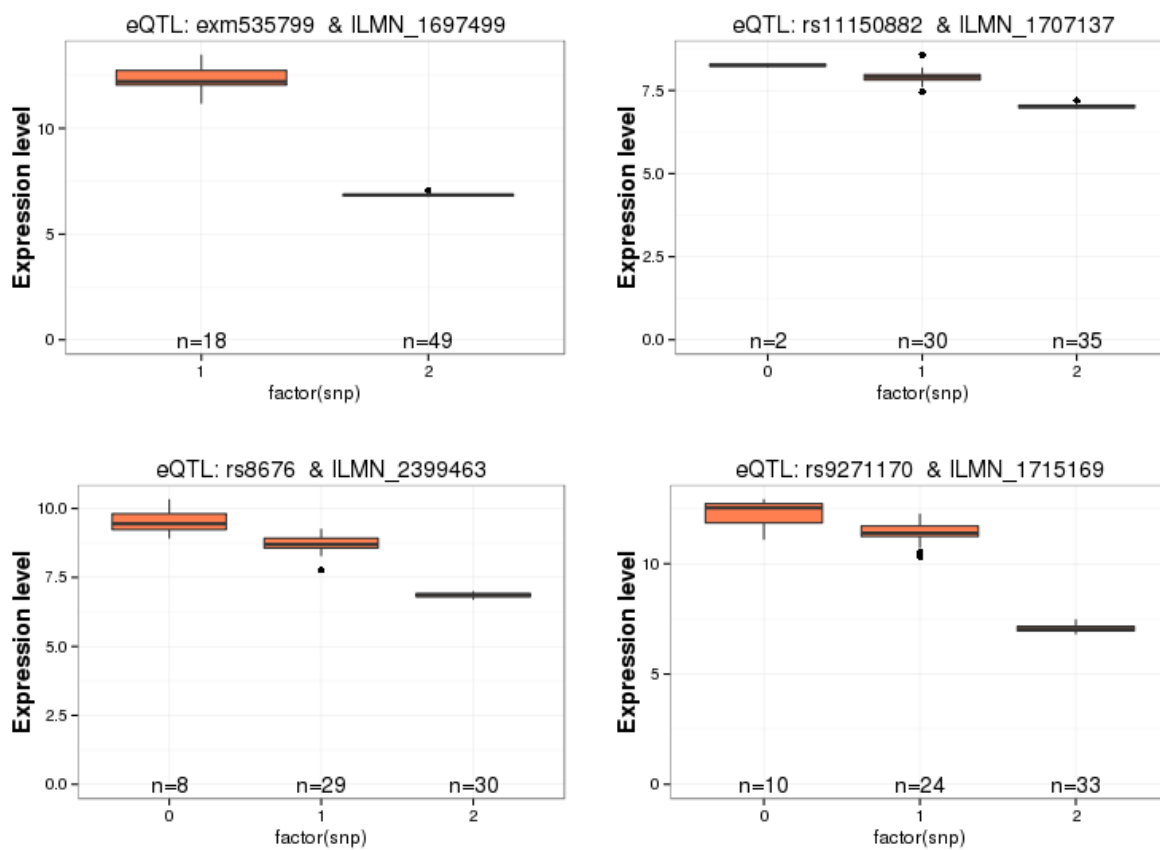 eQTL: exm535799 & ILMN_1697499
Expression level
10
5
0
n=18
n=49
1
2
factor(snp)
eQTL: rs11150882 & ILMN_1707137
Expression level
7.5
5.0
2.5
0.0
n=2
n=30
n=35
0
1
2
factor(snp)
eQTL: rs8676 & ILMN_2399463
Expression level
10.0
7.5
5.0
2.5
0.0
n=8
n=29
n=30
0
1
2
factor(snp)
eQTL: rs9271170 & ILMN_1715169
Expression level
10
5
0
n=10
n=24
n=33
0
1
2
factor(snp)